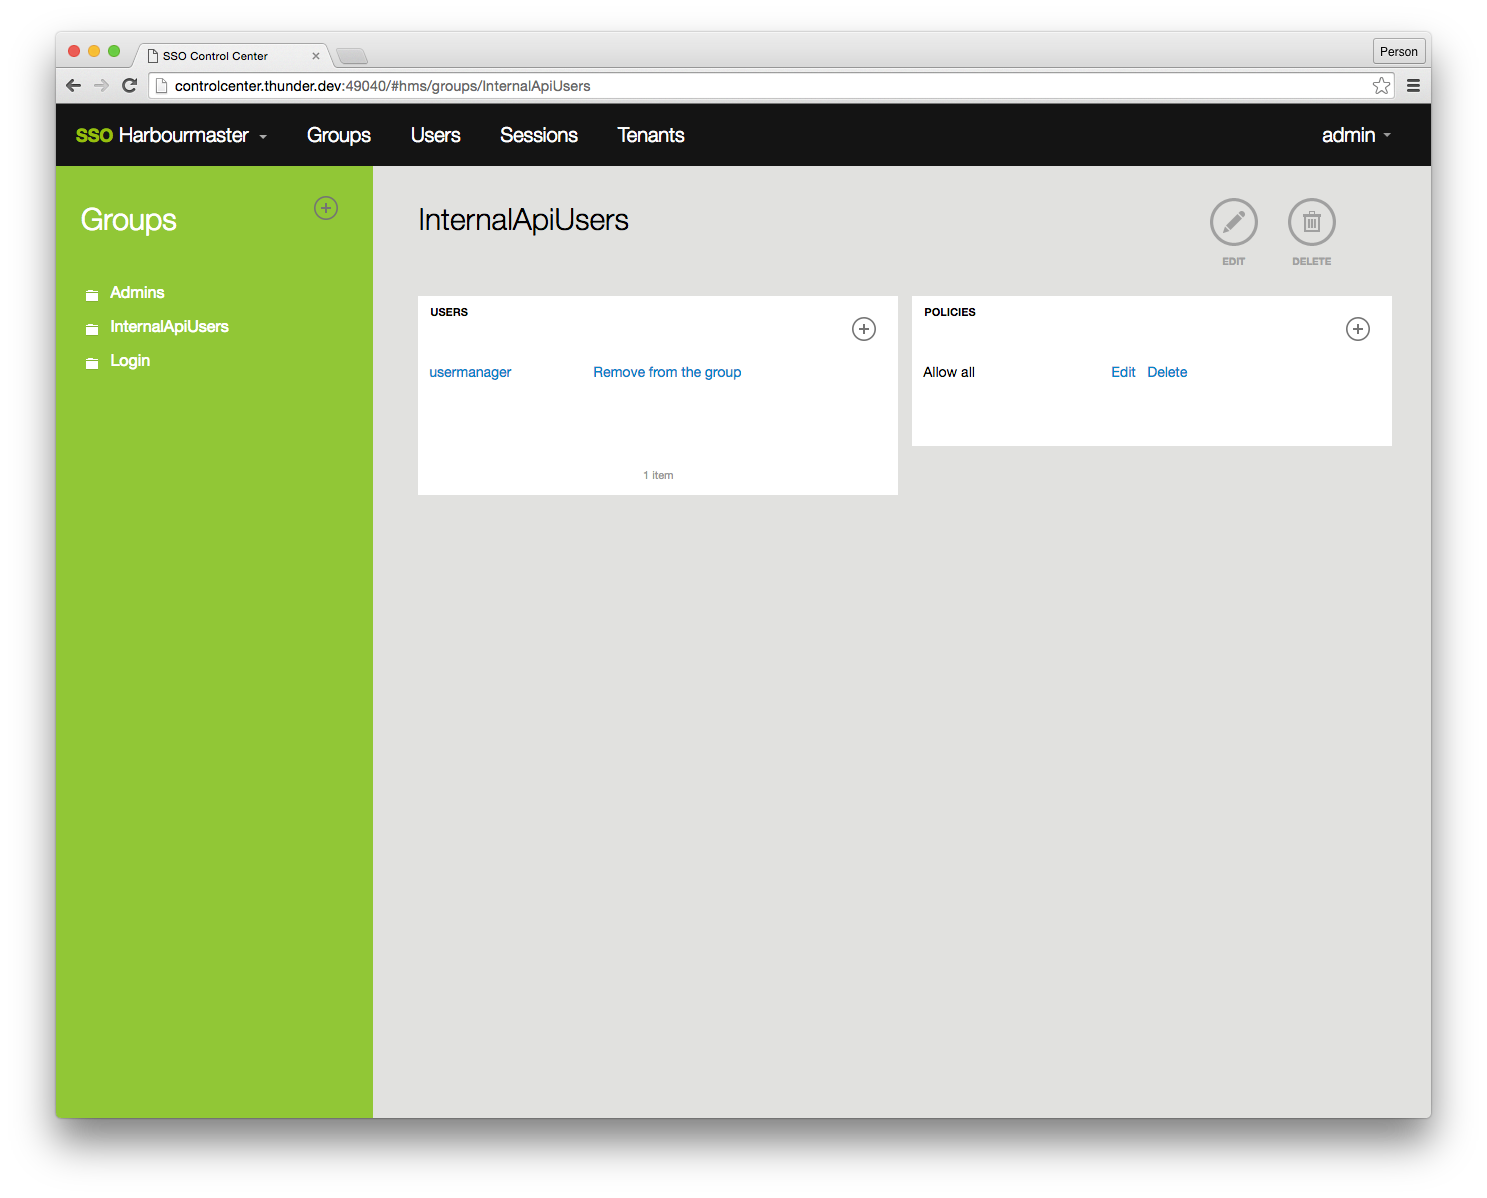 SSO Control Center
Person
controlcenter.thunder.dev:49040/#hms/groups/InternalApiUsers
sso Harbourmaster Groups Users Sessions Tenants admin
Groups
Admins
InternalApiUsers
Login
InternalApiUsers
EDIT DELETE
USERS
usermanager Remove from the group
1 item
POLICIES
Allow all Edit Delete